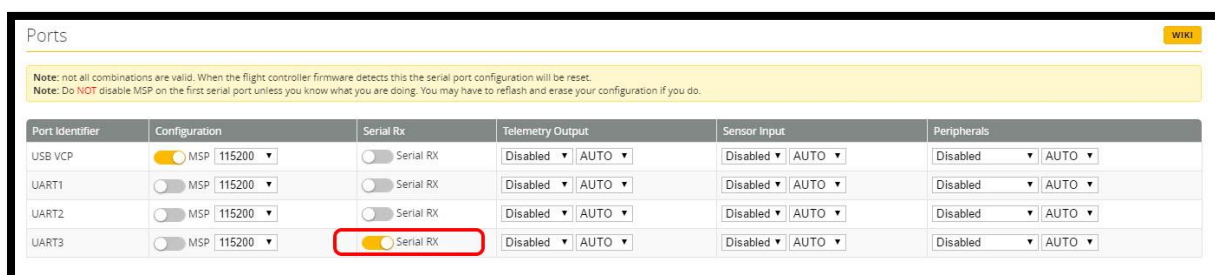 Ports
WIKI
Note: not all combinations are valid. When the flight controller firmware detects this the serial port configuration will be reset.
Note: Do NOT disable MSP on the first serial port unless you know what you are doing. You may have to reflash and erase your configuration if you do.
Port Identifier Configuration Serial Rx Telemetry Output Sensor Input Peripherals
USB VCP MSP 115200 Serial RX Disabled AUTO Disabled AUTO Disabled AUTO
UART1 MSP 115200 Serial RX Disabled AUTO Disabled AUTO Disabled AUTO
UART2 MSP 115200 Serial RX Disabled AUTO Disabled AUTO Disabled AUTO
UART3 MSP 115200 Serial RX Disabled AUTO Disabled AUTO Disabled AUTO